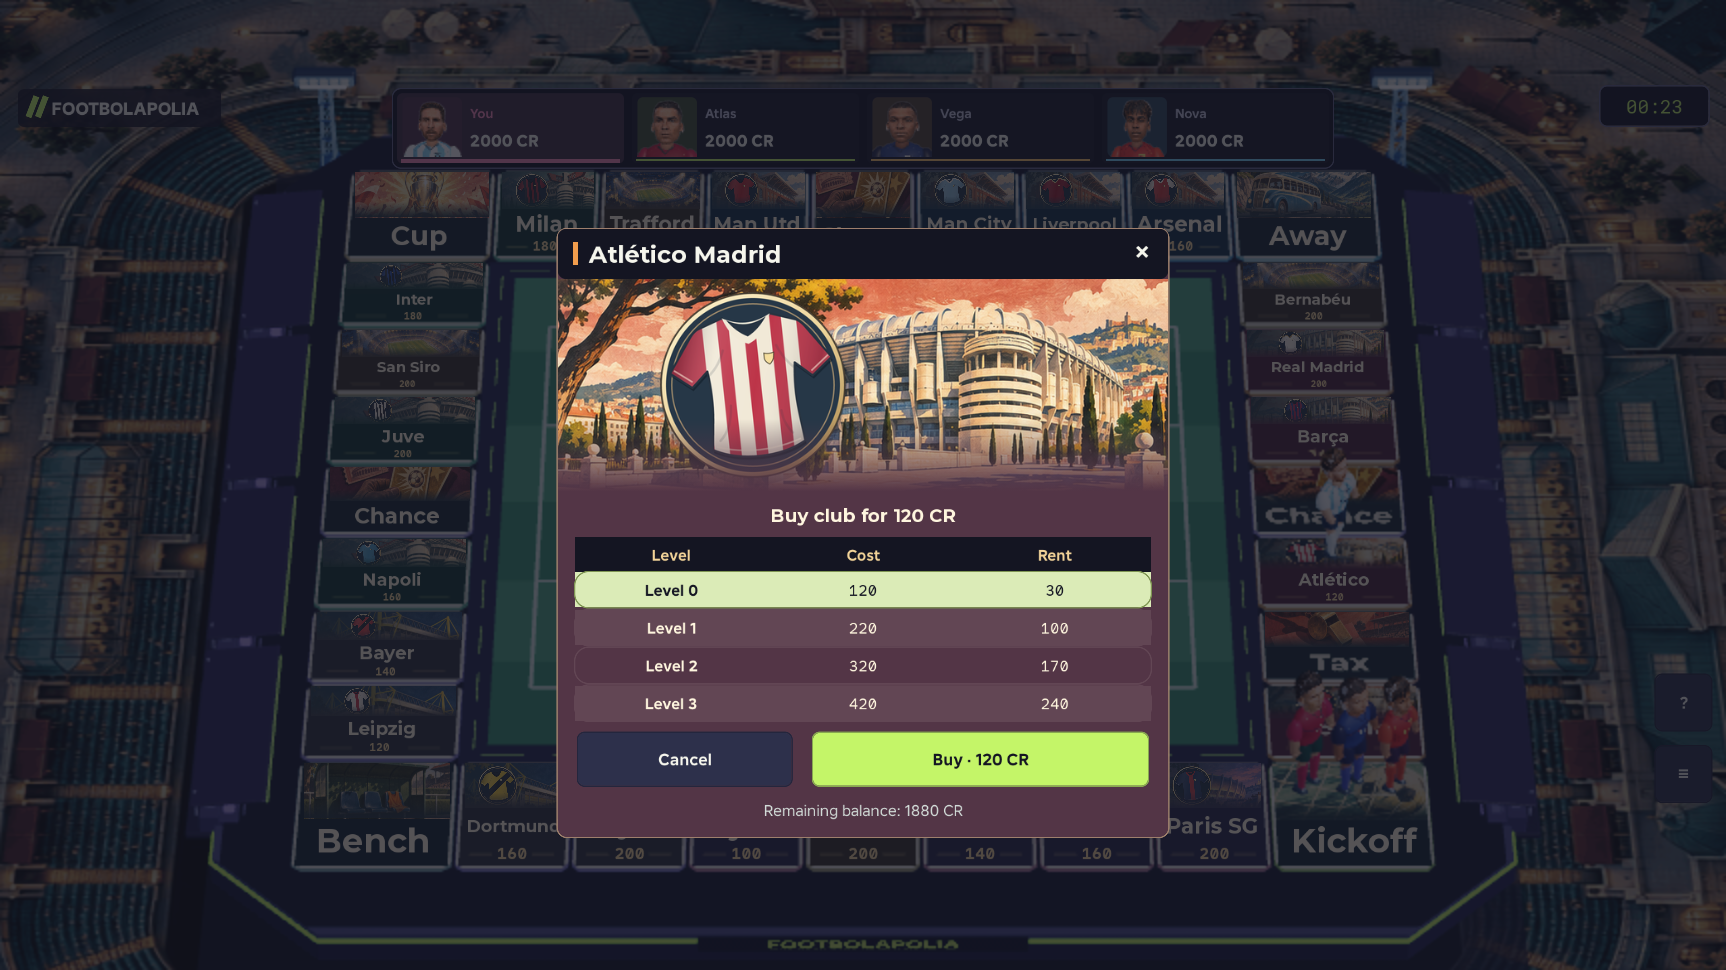 FOOTBOLAPOLIA
You
2000 CR
Atlas
2000 CR
Vega
2000 CR
Nova
2000 CR
00:23
Cup
Milan
180
Trafford
Man Utd
Man City
Liverpool
Arsenal
160
Away
Inter
180
San Siro
200
Juve
200
Chance
Napoli
160
Bayer
140
Leipzig
120
Bench
Atlético Madrid
×
Buy club for 120 CR
Level Cost Rent
Level 0 120 30
Level 1 220 100
Level 2 320 170
Level 3 420 240
Cancel
Buy · 120 CR
Remaining balance: 1880 CR
Bernabéu
200
Real Madrid
200
Barça
Chance
Atlético
120
Tax
Kickoff
?
≡
160
200
100
200
140
160
Paris SG
200
FOOTBOLAPOLIA